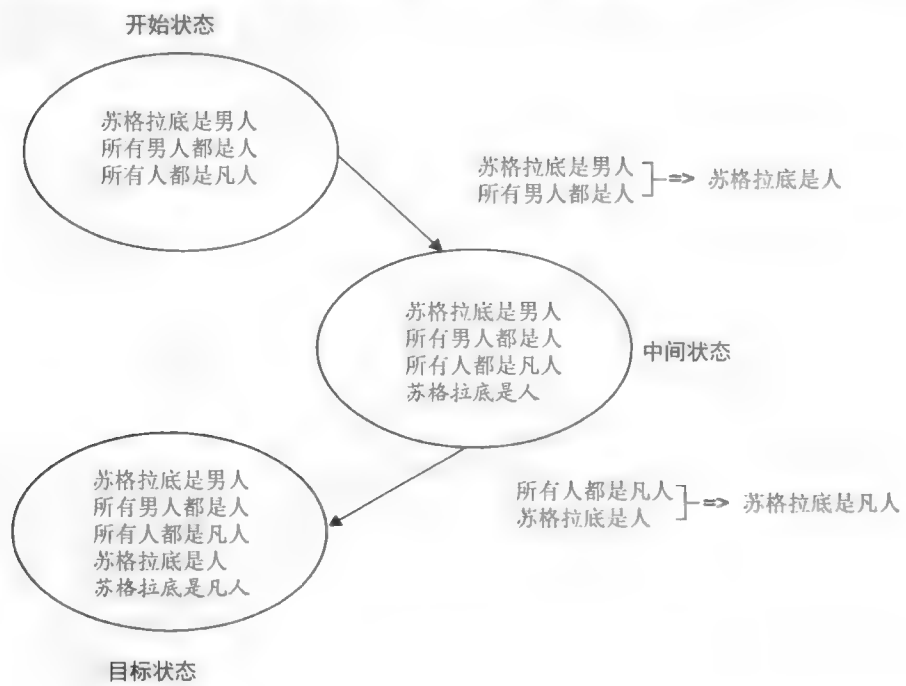 开始状态
苏格拉底是男人
所有男人都是人
所有人都是凡人
苏格拉底是男人
所有男人都是人
=> 苏格拉底是人
苏格拉底是男人
所有男人都是人
所有人都是凡人
苏格拉底是人
中间状态
苏格拉底是男人
所有男人都是人
所有人都是凡人
苏格拉底是人
苏格拉底是凡人
所有人都是凡人
苏格拉底是人
=> 苏格拉底是凡人
目标状态